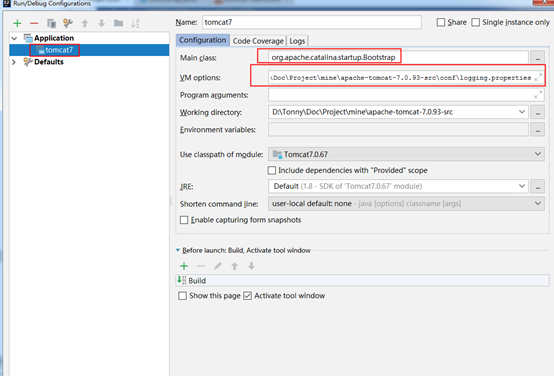 Run/Debug Configurations
Application
tomcat7
Defaults
Name: tomcat7
Share
Single instance only
Configuration Code Coverage Logs
Main class: org.apache.catalina.startup.Bootstrap
VM options: \Doc\Project\mine\apache-tomcat-7.0.93-src\conf\logging.properties
Program arguments:
Working directory: D:\Tonny\Doc\Project\mine\apache-tomcat-7.0.93-src
Environment variables:
Use classpath of module: Tomcat7.0.67
Include dependencies with "Provided" scope
JRE: Default (1.8 - SDK of 'Tomcat7.0.67' module)
Shorten command line: user-local default: none - java [options] classname [args]
Enable capturing form snapshots
Before launch: Build, Activate tool window
Build
Show this page Activate tool window